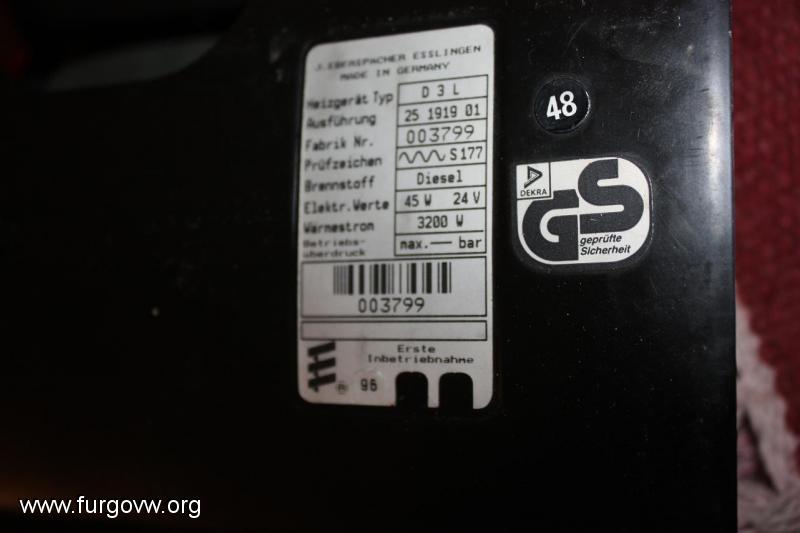 J. EBERSPÄCHER ESSLINGEN
MADE IN GERMANY
Heizgerät Typ D 3 L
Ausführung 25 1919 01
Fabrik Nr. 003799
Prüfzeichen S177
Brennstoff Diesel
Elektr. Werte 45 W 24 V
Wärmestrom 3200 W
Betriebs-
überdruck max. — bar
003799
Erste
Inbetriebnahme
® 96
48
DEKRA
GS
geprüfte
Sicherheit
www.furgovw.org